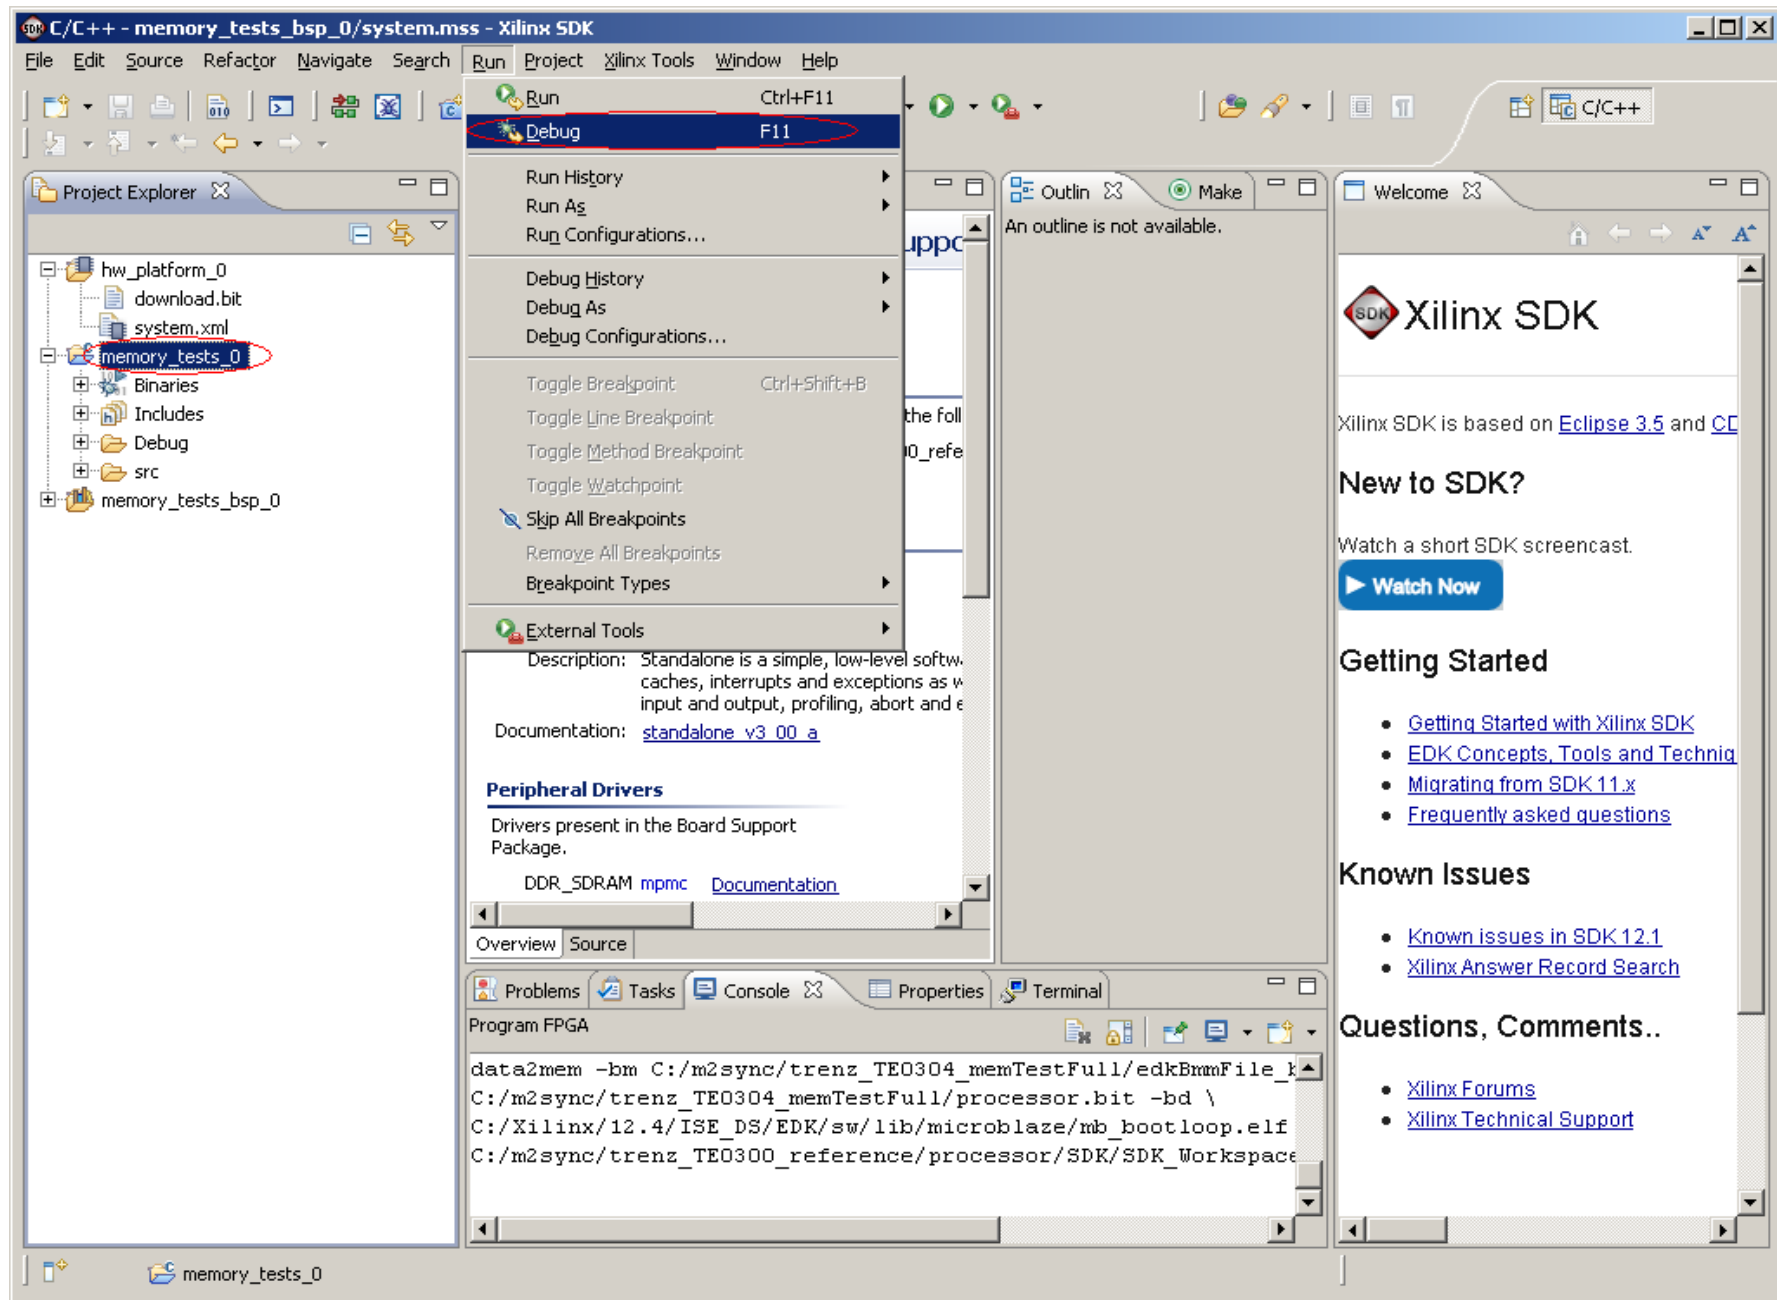 C/C++ - memory_tests_bsp_0/system.mss - Xilinx SDK
File Edit Source Refactor Navigate Search Run Project Xilinx Tools Window Help
Run Ctrl+F11
Debug F11
Run History
Run As
Run Configurations...
Debug History
Debug As
Debug Configurations...
Toggle Breakpoint Ctrl+Shift+B
Toggle Line Breakpoint
Toggle Method Breakpoint
Toggle Watchpoint
Skip All Breakpoints
Remove All Breakpoints
Breakpoint Types
External Tools
C/C++
Project Explorer
hw_platform_0
download.bit
system.xml
memory_tests_0
Binaries
Includes
Debug
src
memory_tests_bsp_0
uppo
the foll
00_refe
Description: Standalone is a simple, low-level softw
caches, interrupts and exceptions as w
input and output, profiling, abort and e
Documentation: standalone_v3_00_a
Peripheral Drivers
Drivers present in the Board Support
Package.
DDR_SDRAM mpmc Documentation
Overview Source
Outlin Make
An outline is not available.
Welcome
SDK Xilinx SDK
Xilinx SDK is based on Eclipse 3.5 and CD
New to SDK?
Watch a short SDK screencast.
Watch Now
Getting Started
Getting Started with Xilinx SDK
EDK Concepts, Tools and Techniq
Migrating from SDK 11.x
Frequently asked questions
Known Issues
Known issues in SDK 12.1
Xilinx Answer Record Search
Questions, Comments..
Xilinx Forums
Xilinx Technical Support
Problems Tasks Console Properties Terminal
Program FPGA
data2mem -bm C:/m2sync/trenz_TE0304_memTestFull/edkBmmFile_b
C:/m2sync/trenz_TE0304_memTestFull/processor.bit -bd \
C:/Xilinx/12.4/ISE_DS/EDK/sw/lib/microblaze/mb_bootloop.elf
C:/m2sync/trenz_TE0300_reference/processor/SDK/SDK_Workspace
memory_tests_0